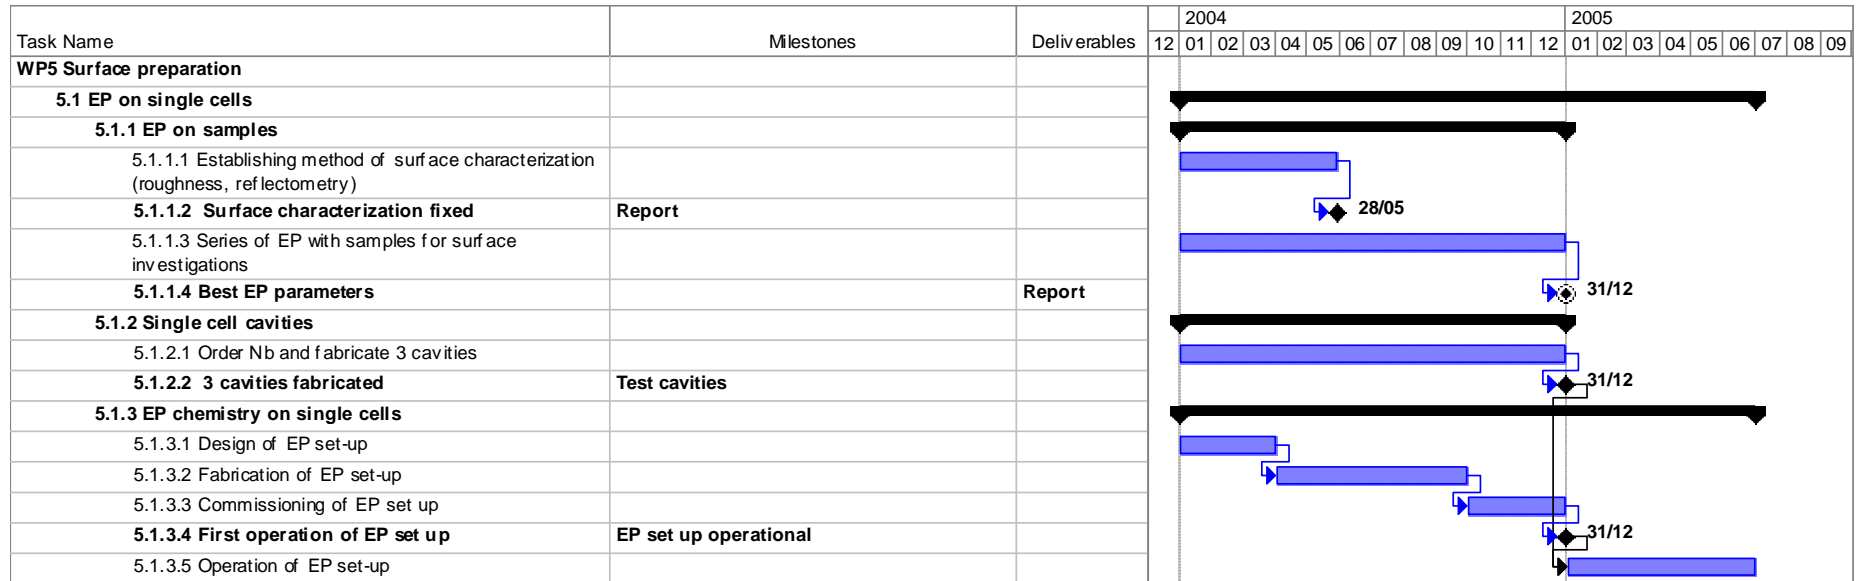 2004 2005
Task Name Milestones Deliverables 12 01 02 03 04 05 06 07 08 09 10 11 12 01 02 03 04 05 06 07 08 09
WP5 Surface preparation
5.1 EP on single cells
5.1.1 EP on samples
5.1.1.1 Establishing method of surface characterization
(roughness, reflectometry)
5.1.1.2 Surface characterization fixed Report 28/05
5.1.1.3 Series of EP with samples for surface
investigations
5.1.1.4 Best EP parameters Report 31/12
5.1.2 Single cell cavities
5.1.2.1 Order Nb and fabricate 3 cavities
5.1.2.2 3 cavities fabricated Test cavities 31/12
5.1.3 EP chemistry on single cells
5.1.3.1 Design of EP set-up
5.1.3.2 Fabrication of EP set-up
5.1.3.3 Commissioning of EP set up
5.1.3.4 First operation of EP set up EP set up operational 31/12
5.1.3.5 Operation of EP set-up